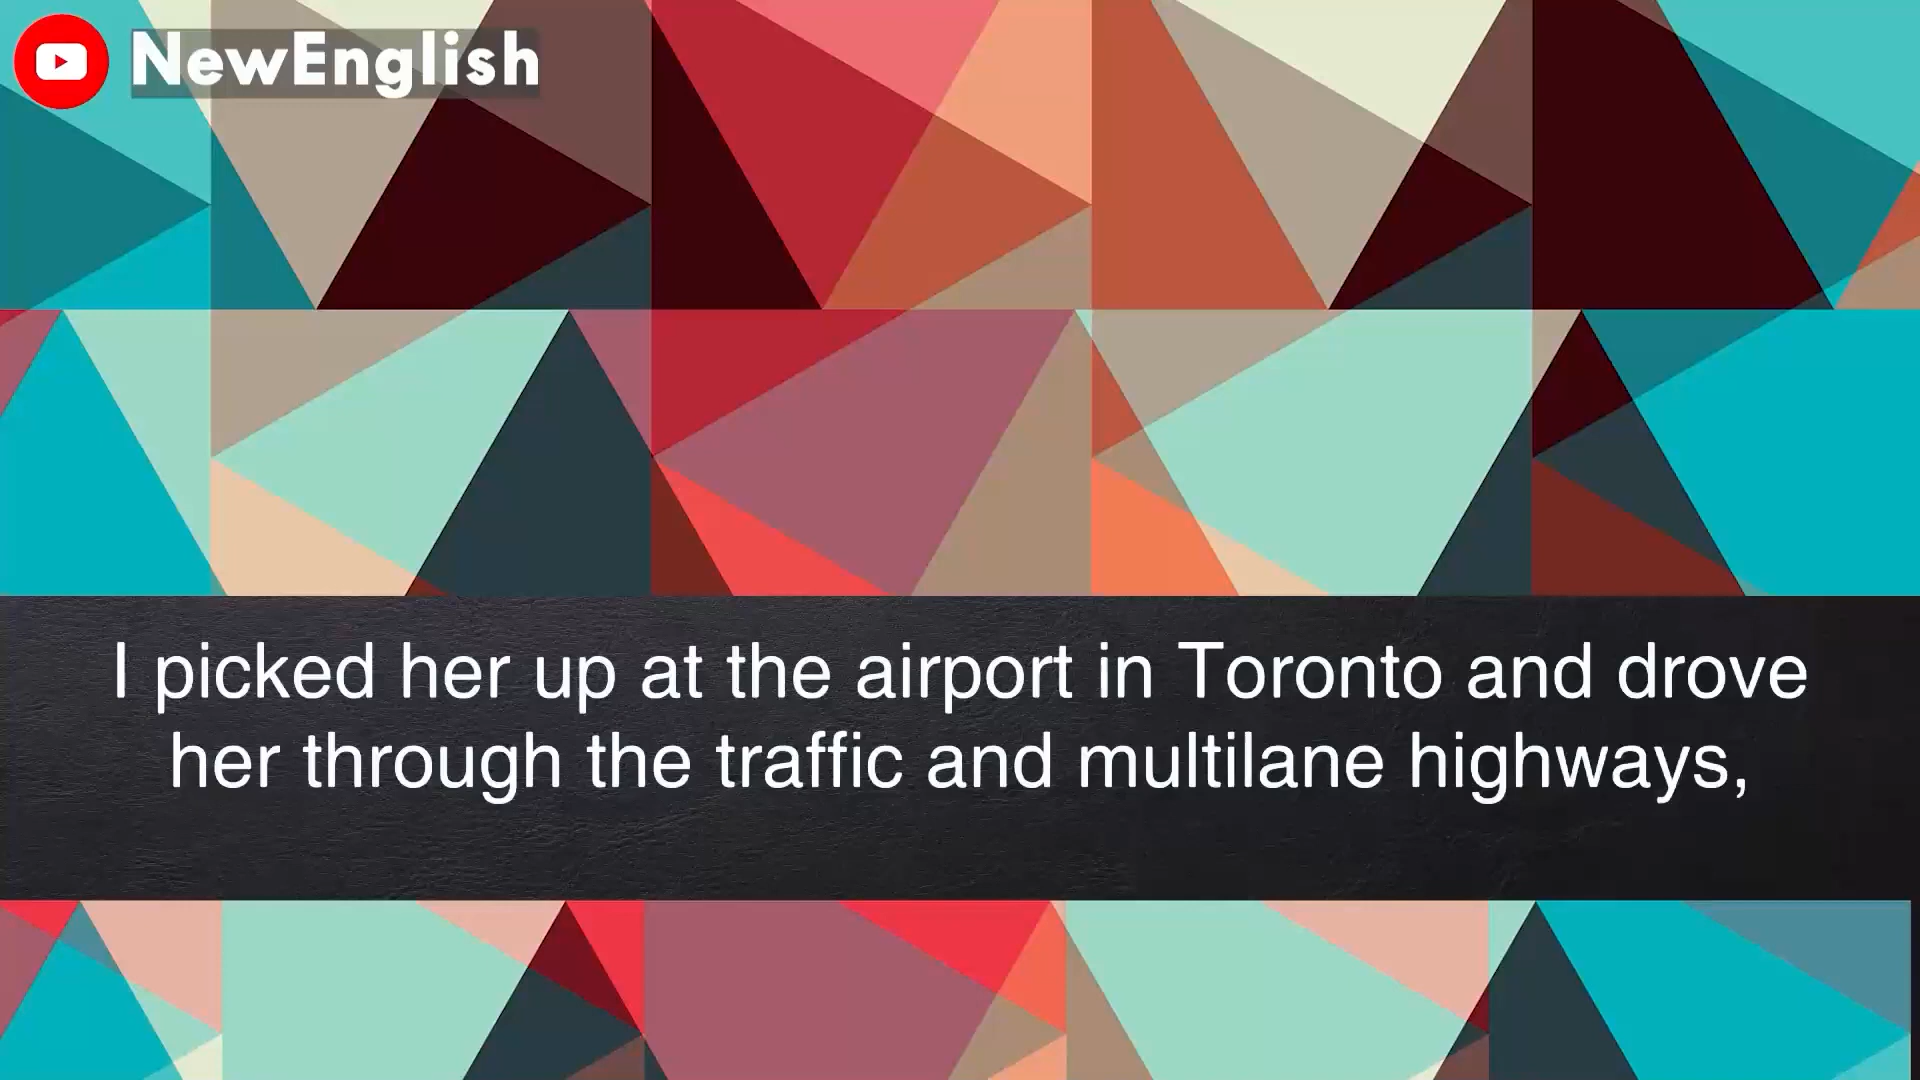 NewEnglish
I picked her up at the airport in Toronto and drove
her through the traffic and multilane highways,